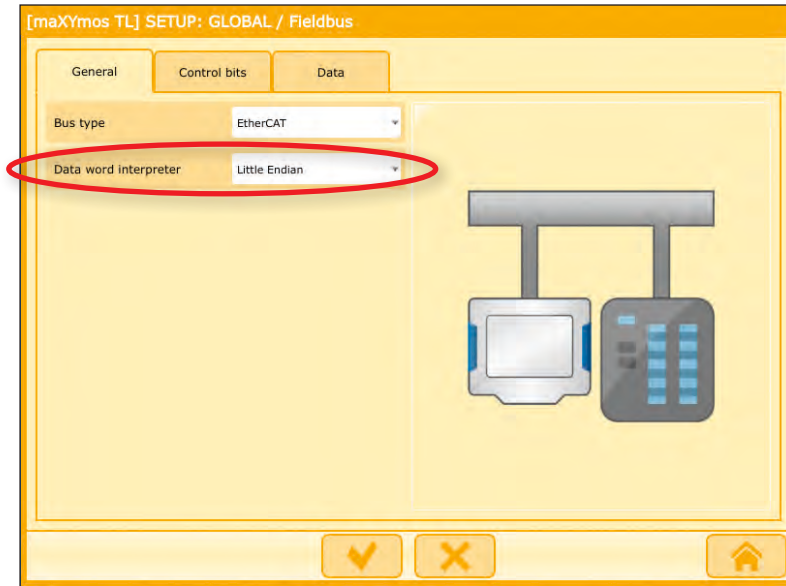 [maXYmos TL] SETUP: GLOBAL / Fieldbus
General Control bits Data
Bus type EtherCAT
Data word interpreter Little Endian